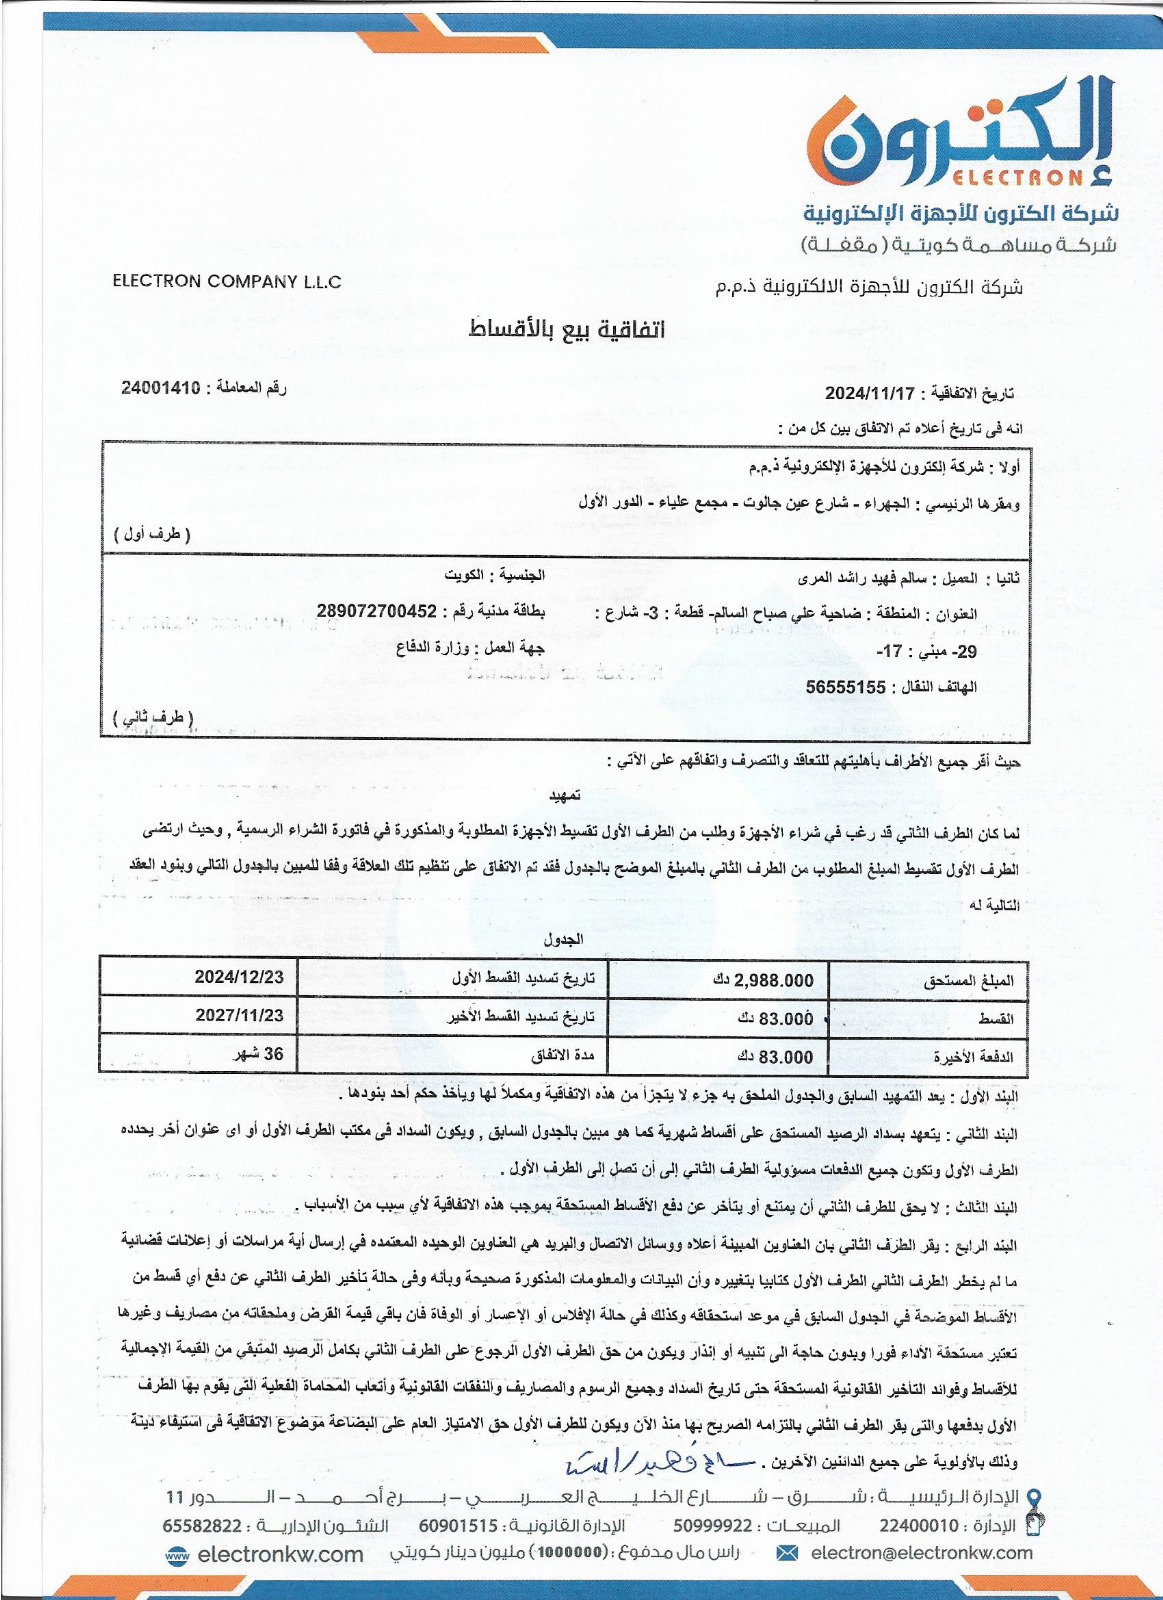 إلكترون
ELECTRON
شركة الكترون للأجهزة الإلكترونية
شركة مساهمة كويتية ( مقفلة )
شركة الكترون للأجهزة الالكترونية ذ.م.م
ELECTRON COMPANY L.L.C
اتفاقية بيع بالأقساط
تاريخ الاتفاقية : 2024/11/17
رقم المعاملة : 24001410
انه فى تاريخ أعلاه تم الاتفاق بين كل من :
أولا : شركة إلكترون للأجهزة الإلكترونية ذ.م.م
ومقرها الرئيسي : الجهراء - شارع عين جالوت - مجمع علياء - الدور الأول
( طرف أول )
ثانيا : العميل : سالم فهيد راشد المرى الجنسية : الكويت
العنوان : المنطقة : ضاحية علي صباح السالم- قطعة : 3- شارع : بطاقة مدنية رقم : 289072700452
29- مبني : 17- جهة العمل : وزارة الدفاع
الهاتف النقال : 56555155
( طرف ثاني )
حيث أقر جميع الأطراف بأهليتهم للتعاقد والتصرف واتفاقهم على الآتي :
تمهيد
لما كان الطرف الثاني قد رغب في شراء الأجهزة وطلب من الطرف الأول تقسيط الأجهزة المطلوبة والمذكورة في فاتورة الشراء الرسمية , وحيث ارتضى
الطرف الأول تقسيط المبلغ المطلوب من الطرف الثاني بالمبلغ الموضح بالجدول فقد تم الاتفاق على تنظيم تلك العلاقة وفقا للمبين بالجدول التالي وبنود العقد
التالية له
الجدول
المبلغ المستحق 2,988.000 دك تاريخ تسديد القسط الأول 2024/12/23
القسط 83.000 دك تاريخ تسديد القسط الأخير 2027/11/23
الدفعة الأخيرة 83.000 دك مدة الاتفاق 36 شهر
البند الأول : يعد التمهيد السابق والجدول الملحق به جزء لا يتجزأ من هذه الاتفاقية ومكملاً لها ويأخذ حكم أحد بنودها .
البند الثاني : يتعهد بسداد الرصيد المستحق على أقساط شهرية كما هو مبين بالجدول السابق , ويكون السداد فى مكتب الطرف الأول أو اى عنوان أخر يحدده
الطرف الأول وتكون جميع الدفعات مسؤولية الطرف الثاني إلى أن تصل إلى الطرف الأول .
البند الثالث : لا يحق للطرف الثاني أن يمتنع أو يتأخر عن دفع الأقساط المستحقة بموجب هذه الاتفاقية لأي سبب من الأسباب .
البند الرابع : يقر الطرف الثاني بان العناوين المبينة أعلاه ووسائل الاتصال والبريد هي العناوين الوحيده المعتمده في إرسال أية مراسلات أو إعلانات قضائية
ما لم يخطر الطرف الثاني الطرف الأول كتابيا بتغييره وأن البيانات والمعلومات المذكورة صحيحة وبأنه وفى حالة تأخير الطرف الثاني عن دفع أي قسط من
الأقساط الموضحة في الجدول السابق في موعد استحقاقه وكذلك في حالة الإفلاس أو الإعسار أو الوفاة فان باقي قيمة القرض وملحقاته من مصاريف وغيرها
تعتبر مستحقة الأداء فورا وبدون حاجة الى تنبيه أو إنذار ويكون من حق الطرف الأول الرجوع على الطرف الثاني بكامل الرصيد المتبقي من القيمة الإجمالية
للأقساط وفوائد التأخير القانونية المستحقة حتى تاريخ السداد وجميع الرسوم والمصاريف والنفقات القانونية وأتعاب المحاماة الفعلية التى يقوم بها الطرف
الأول بدفعها والتى يقر الطرف الثاني بالتزامه الصريح بها منذ الآن ويكون للطرف الأول حق الامتياز العام على البضاعة موضوع الاتفاقية فى استيفاء دينة
وذلك بالأولوية على جميع الدائنين الآخرين .
الإدارة الرئيسية : شرق - شارع الخليج العربي - برج أحمد - الدور 11
الإدارة : 22400010 المبيعات : 50999922 الإدارة القانونية : 60901515 الشئون الإدارية : 65582822
electron@electronkw.com راس مال مدفوع : (1000000) مليون دينار كويتي electronkw.com